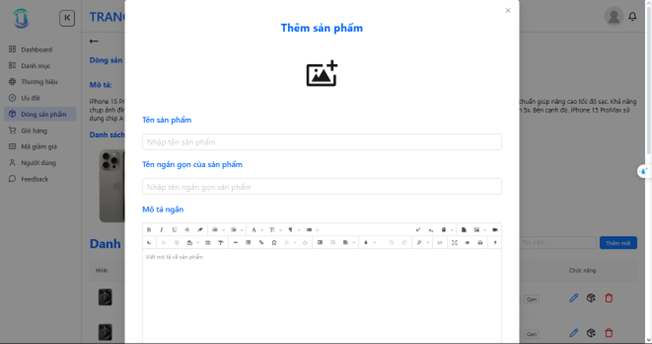 K
TRANG
Dashboard
Danh mục
Thương hiệu
Ưu đãi
Dòng sản phẩm
Giỏ hàng
Mã giảm giá
Người dùng
Feedback
Dòng sản
Mô tả:
iPhone 15 Pro
chụp ảnh đỉnh
dụng chip A
Danh sách
Danh
Hình
×
Thêm sản phẩm
Tên sản phẩm
Nhập tên sản phẩm
Tên ngắn gọn của sản phẩm
Nhập tên ngắn gọn sản phẩm
Mô tả ngắn
Viết mô tả về sản phẩm
chuẩn giúp nâng cao tốc độ sạc. Khả năng
5x. Bên cạnh đó, iPhone 15 ProMax sử
Thêm mới
Chức năng
Cam
Cam